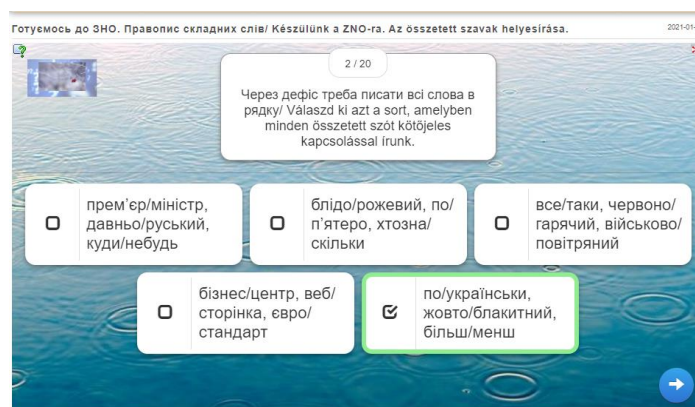 Готуємось до ЗНО. Правопис складних слів/ Készülünk a ZNO-ra. Az összetett szavak helyesírása.
2021-01-
2 / 20
Через дефіс треба писати всі слова в
рядку/ Válaszd ki azt a sort, amelyben
minden összetett szót kötőjeles
kapcsolással írunk.
прем’єр/міністр,
давньо/руський,
куди/небудь
блідо/рожевий, по/
п’ятеро, хтозна/
скільки
все/таки, червоно/
гарячий, військово/
повітряний
бізнес/центр, веб/
сторінка, євро/
стандарт
по/українськи,
жовто/блакитний,
більш/менш